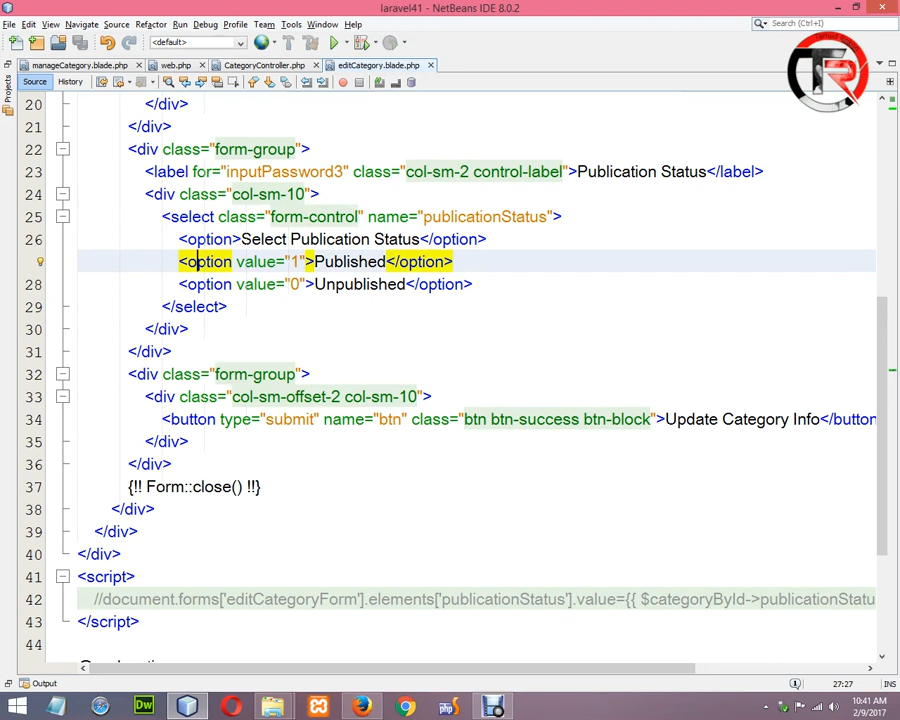 laravel41 - NetBeans IDE 8.0.2
File Edit View Navigate Source Refactor Run Debug Profile Team Tools Window Help
Search (Ctrl+I)
<default>
manageCategory.blade.php web.php CategoryController.php editCategory.blade.php
Source History
Projects
20 </div>
21 </div>
22 <div class="form-group">
23 <label for="inputPassword3" class="col-sm-2 control-label">Publication Status</label>
24 <div class="col-sm-10">
25 <select class="form-control" name="publicationStatus">
26 <option>Select Publication Status</option>
<option value="1">Published</option>
28 <option value="0">Unpublished</option>
29 </select>
30 </div>
31 </div>
32 <div class="form-group">
33 <div class="col-sm-offset-2 col-sm-10">
34 <button type="submit" name="btn" class="btn btn-success btn-block">Update Category Info</button
35 </div>
36 </div>
37 {!! Form::close() !!}
38 </div>
39 </div>
40 </div>
41 <script>
42 //document.forms['editCategoryForm'].elements['publicationStatus'].value={{ $categoryById->publicationStatu
43 </script>
44
Output
27:27 INS
Dw
php
10:41 AM
2/9/2017